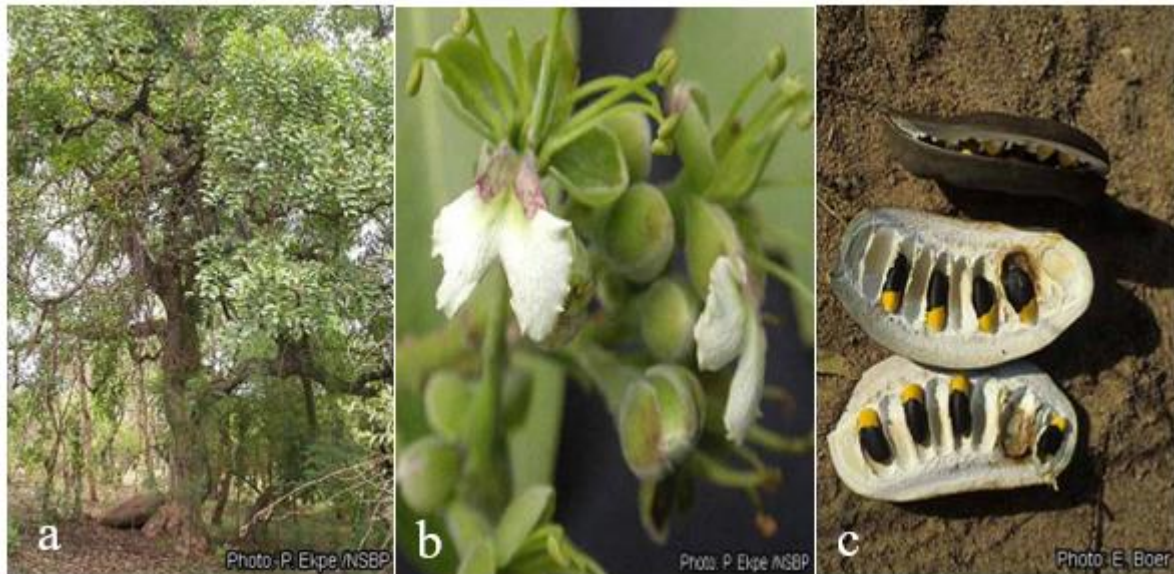 a
Photo: P. Ekpe /NSBP
b
Photo: P. Ekpe /NSBP
c
Photo: E. Boer